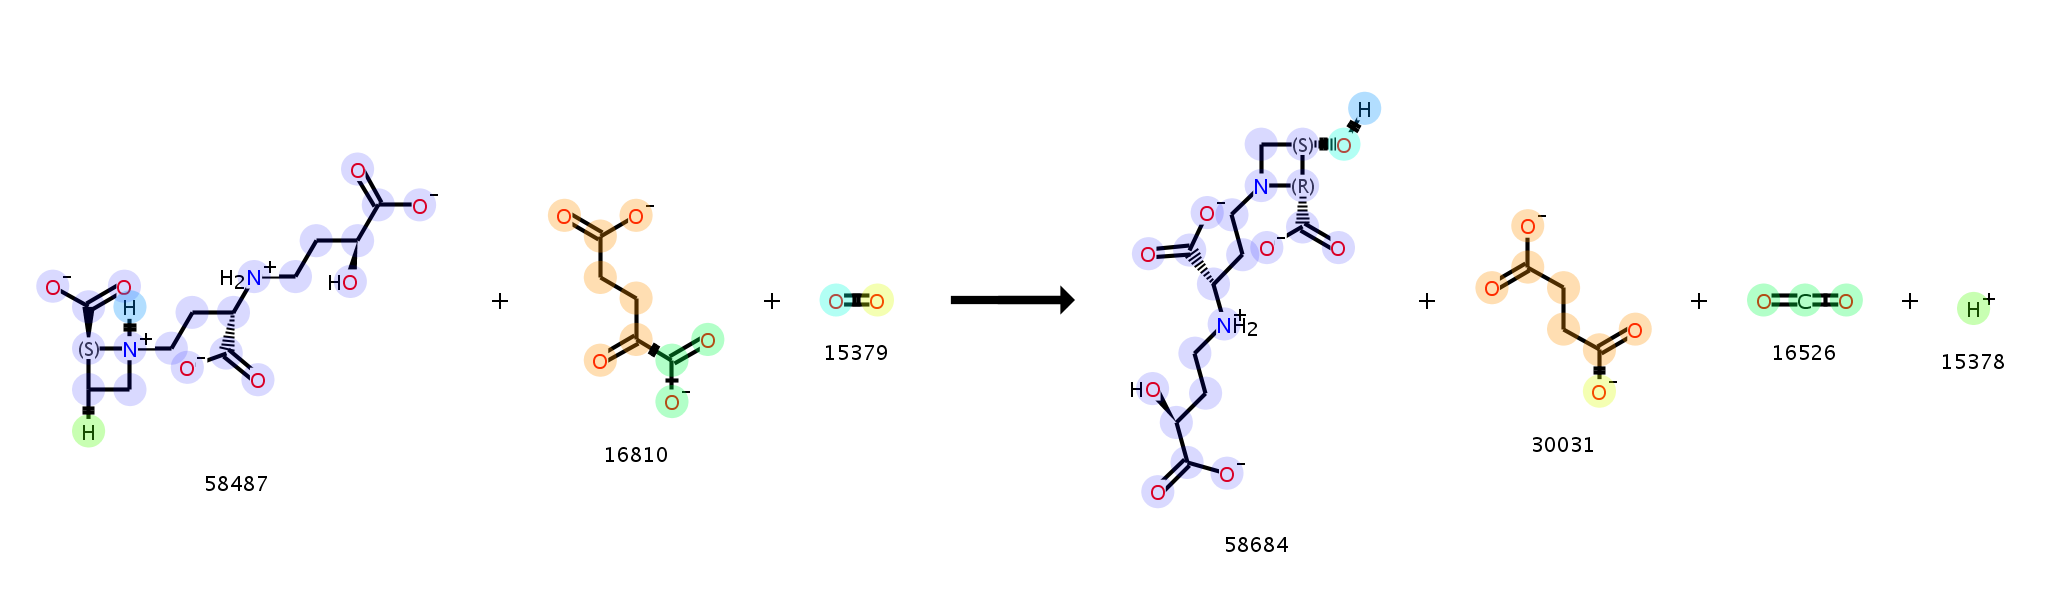 O O⁻
O⁻ O H₂N⁺ HO O O⁻
H
(S) N⁺ O⁻ O
H
58487
+
O O⁻
O O
O⁻
16810
+
O O
15379
H
(S) O
N (R)
O⁻ O⁻ O
O
NH₂⁺
HO
O O⁻
58684
+
O⁻
O O
O⁻
30031
+
O C O
16526
+
H⁺
15378